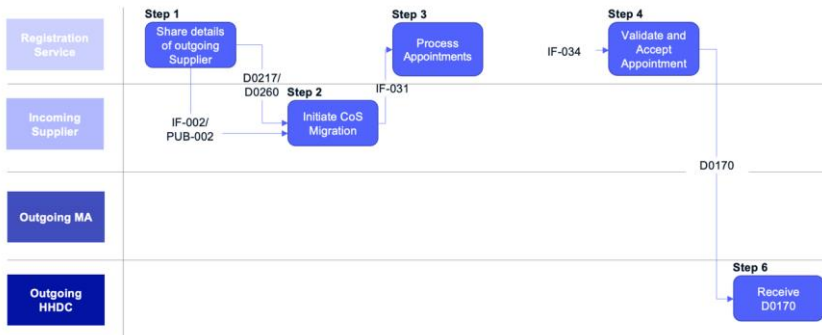 Registration
Service
Step 1
Share details
of outgoing
Supplier
Step 3
Process
Appointments
IF-034
Step 4
Validate and
Accept
Appointment
D0217/
D0260
IF-031
Incoming
Supplier
IF-002/
PUB-002
Step 2
Initiate CoS
Migration
D0170
Outgoing MA
Outgoing
HHDC
Step 6
Receive
D0170